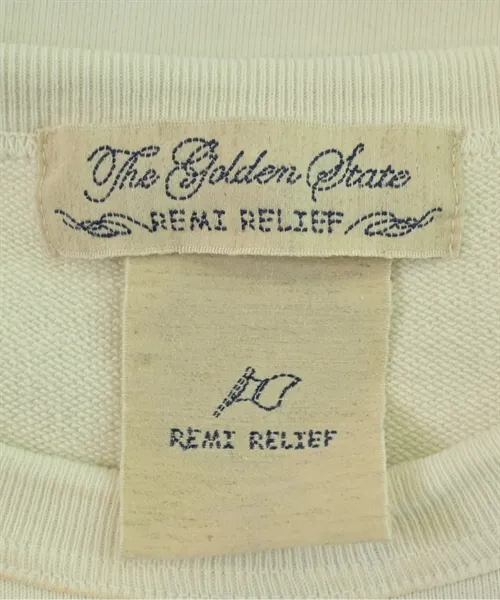 The Golden State
REMI RELIEF
REMI RELIEF